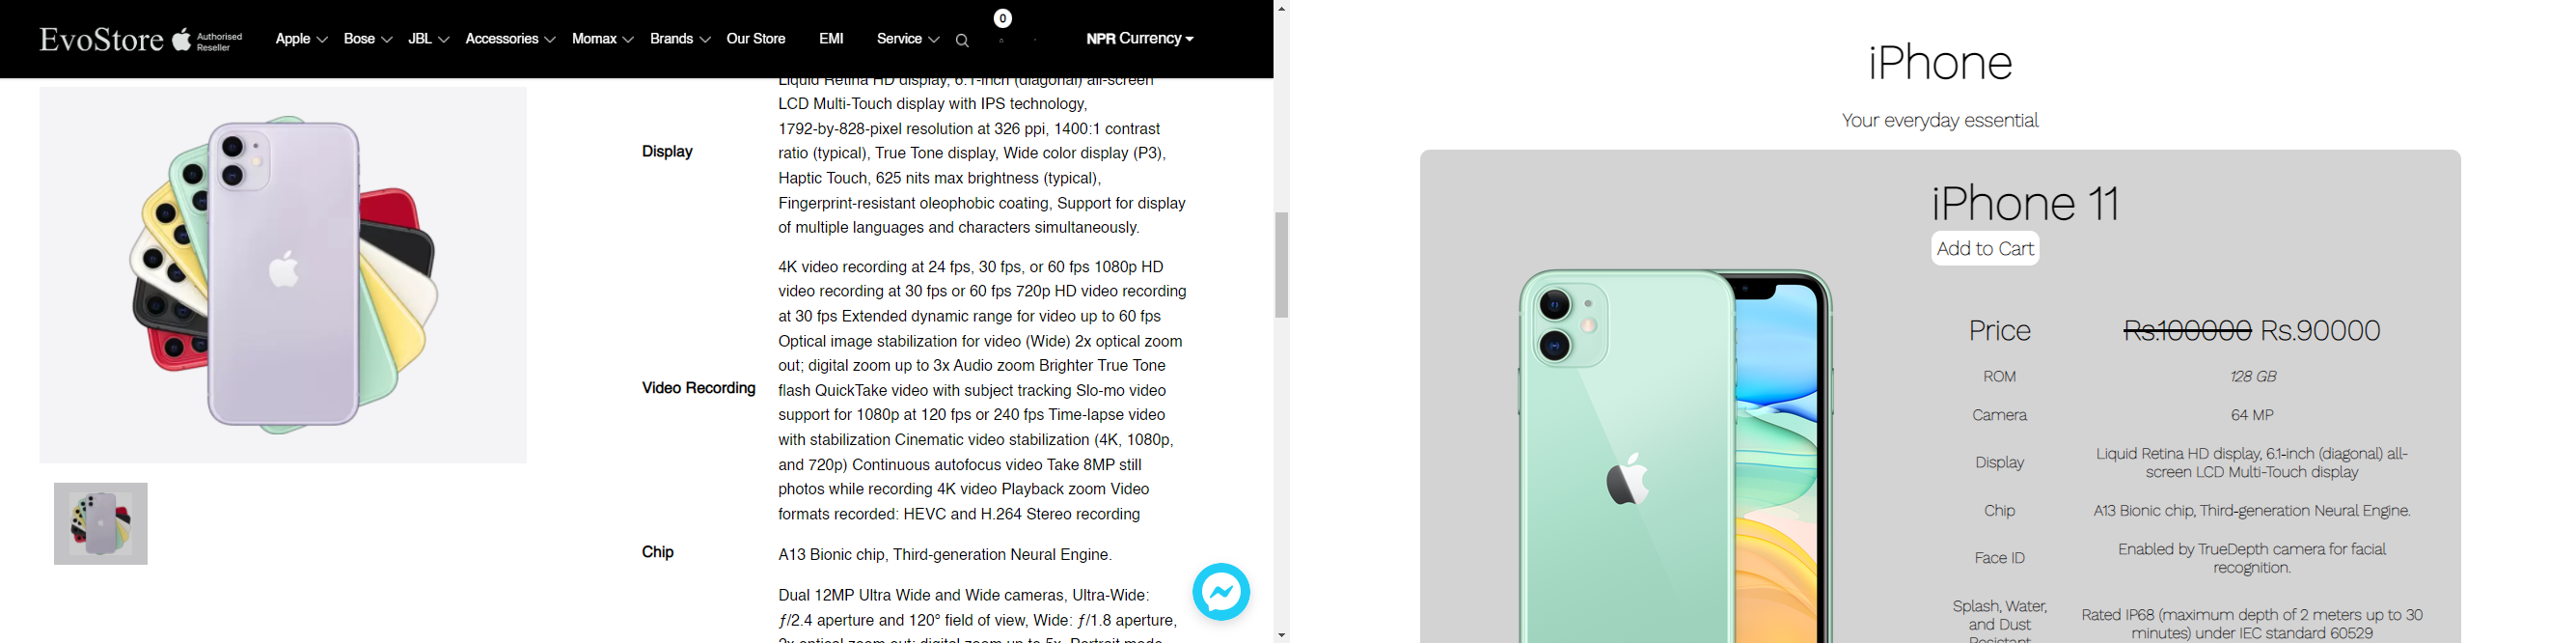 EvoStore Authorised Reseller
Apple Bose JBL Accessories Momax Brands Our Store EMI Service 0 NPR Currency
Liquid Retina HD display, 6.1-inch (diagonal) all-screen
LCD Multi-Touch display with IPS technology,
1792-by-828-pixel resolution at 326 ppi, 1400:1 contrast
Display
ratio (typical), True Tone display, Wide color display (P3),
Haptic Touch, 625 nits max brightness (typical),
Fingerprint-resistant oleophobic coating, Support for display
of multiple languages and characters simultaneously.
4K video recording at 24 fps, 30 fps, or 60 fps 1080p HD
video recording at 30 fps or 60 fps 720p HD video recording
at 30 fps Extended dynamic range for video up to 60 fps
Optical image stabilization for video (Wide) 2x optical zoom
out; digital zoom up to 3x Audio zoom Brighter True Tone
Video Recording
flash QuickTake video with subject tracking Slo-mo video
support for 1080p at 120 fps or 240 fps Time-lapse video
with stabilization Cinematic video stabilization (4K, 1080p,
and 720p) Continuous autofocus video Take 8MP still
photos while recording 4K video Playback zoom Video
formats recorded: HEVC and H.264 Stereo recording
Chip
A13 Bionic chip, Third-generation Neural Engine.
Dual 12MP Ultra Wide and Wide cameras, Ultra-Wide:
ƒ/2.4 aperture and 120° field of view, Wide: ƒ/1.8 aperture,
2x optical zoom out; digital zoom up to 5x, Portrait mode
iPhone
Your everyday essential
iPhone 11
Add to Cart
Price Rs.100000 Rs.90000
ROM 128 GB
Camera 64 MP
Display
Liquid Retina HD display, 6.1-inch (diagonal) all-
screen LCD Multi-Touch display
Chip A13 Bionic chip, Third-generation Neural Engine.
Face ID
Enabled by TrueDepth camera for facial
recognition.
Splash, Water,
and Dust
Resistant
Rated IP68 (maximum depth of 2 meters up to 30
minutes) under IEC standard 60529